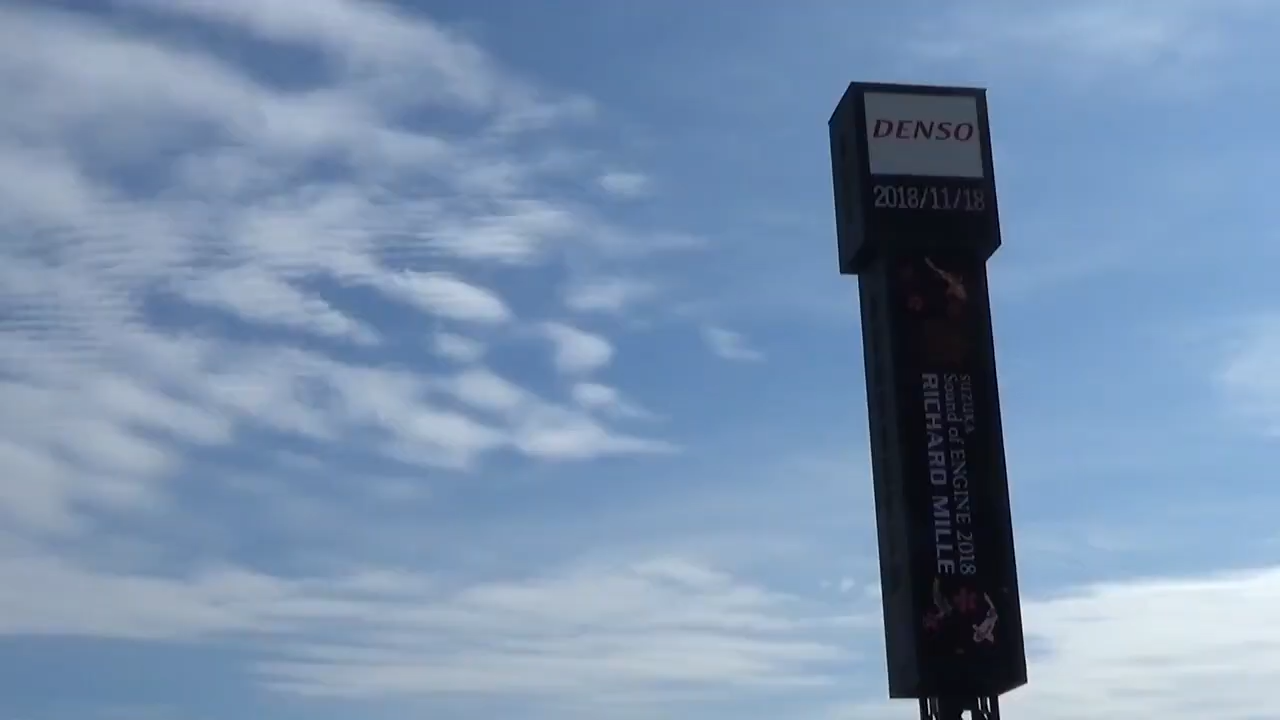 DENSO
2018/11/18
SUZUKA
Sound of ENGINE 2018
RICHARD MILLE